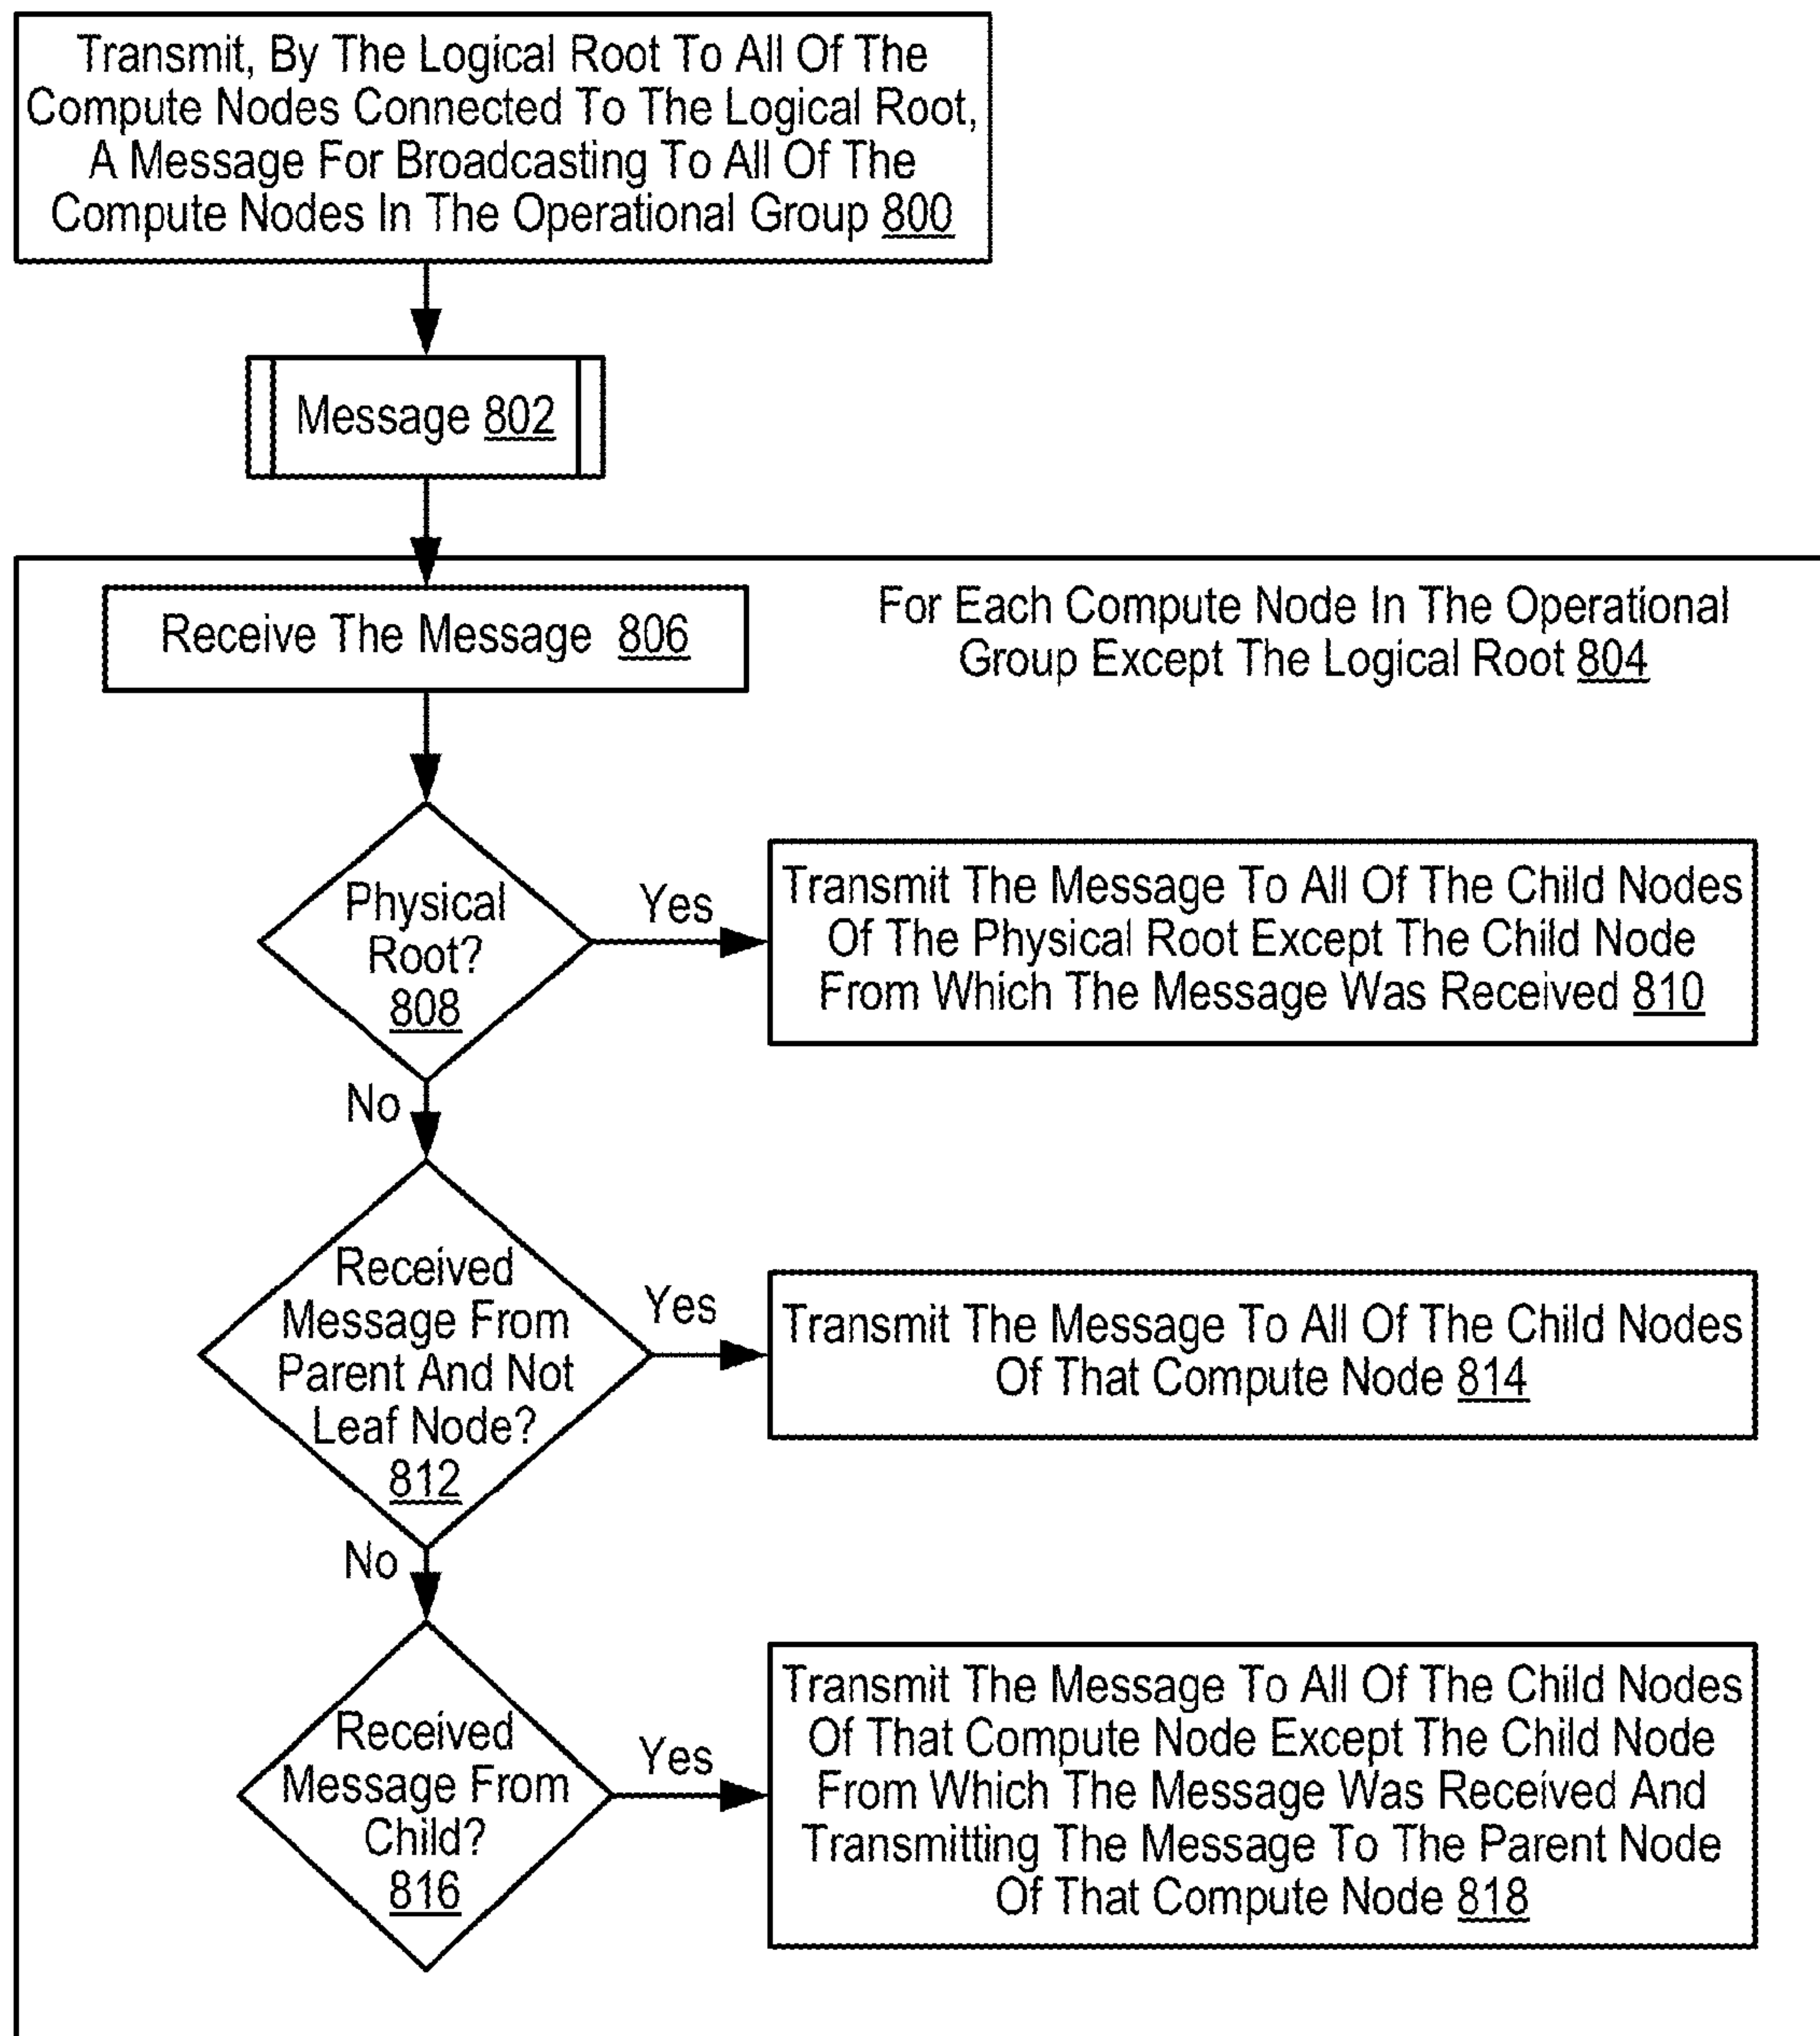 Transmit, By The Logical Root To All Of The
Compute Nodes Connected To The Logical Root,
A Message For Broadcasting To All Of The
Compute Nodes In The Operational Group 800
Message 802
Receive The Message 806
For Each Compute Node In The Operational
Group Except The Logical Root 804
Physical
Root?
808
Yes
Transmit The Message To All Of The Child Nodes
Of The Physical Root Except The Child Node
From Which The Message Was Received 810
No
Received
Message From
Parent And Not
Leaf Node?
812
Yes
Transmit The Message To All Of The Child Nodes
Of That Compute Node 814
No
Received
Message From
Child?
816
Yes
Transmit The Message To All Of The Child Nodes
Of That Compute Node Except The Child Node
From Which The Message Was Received And
Transmitting The Message To The Parent Node
Of That Compute Node 818